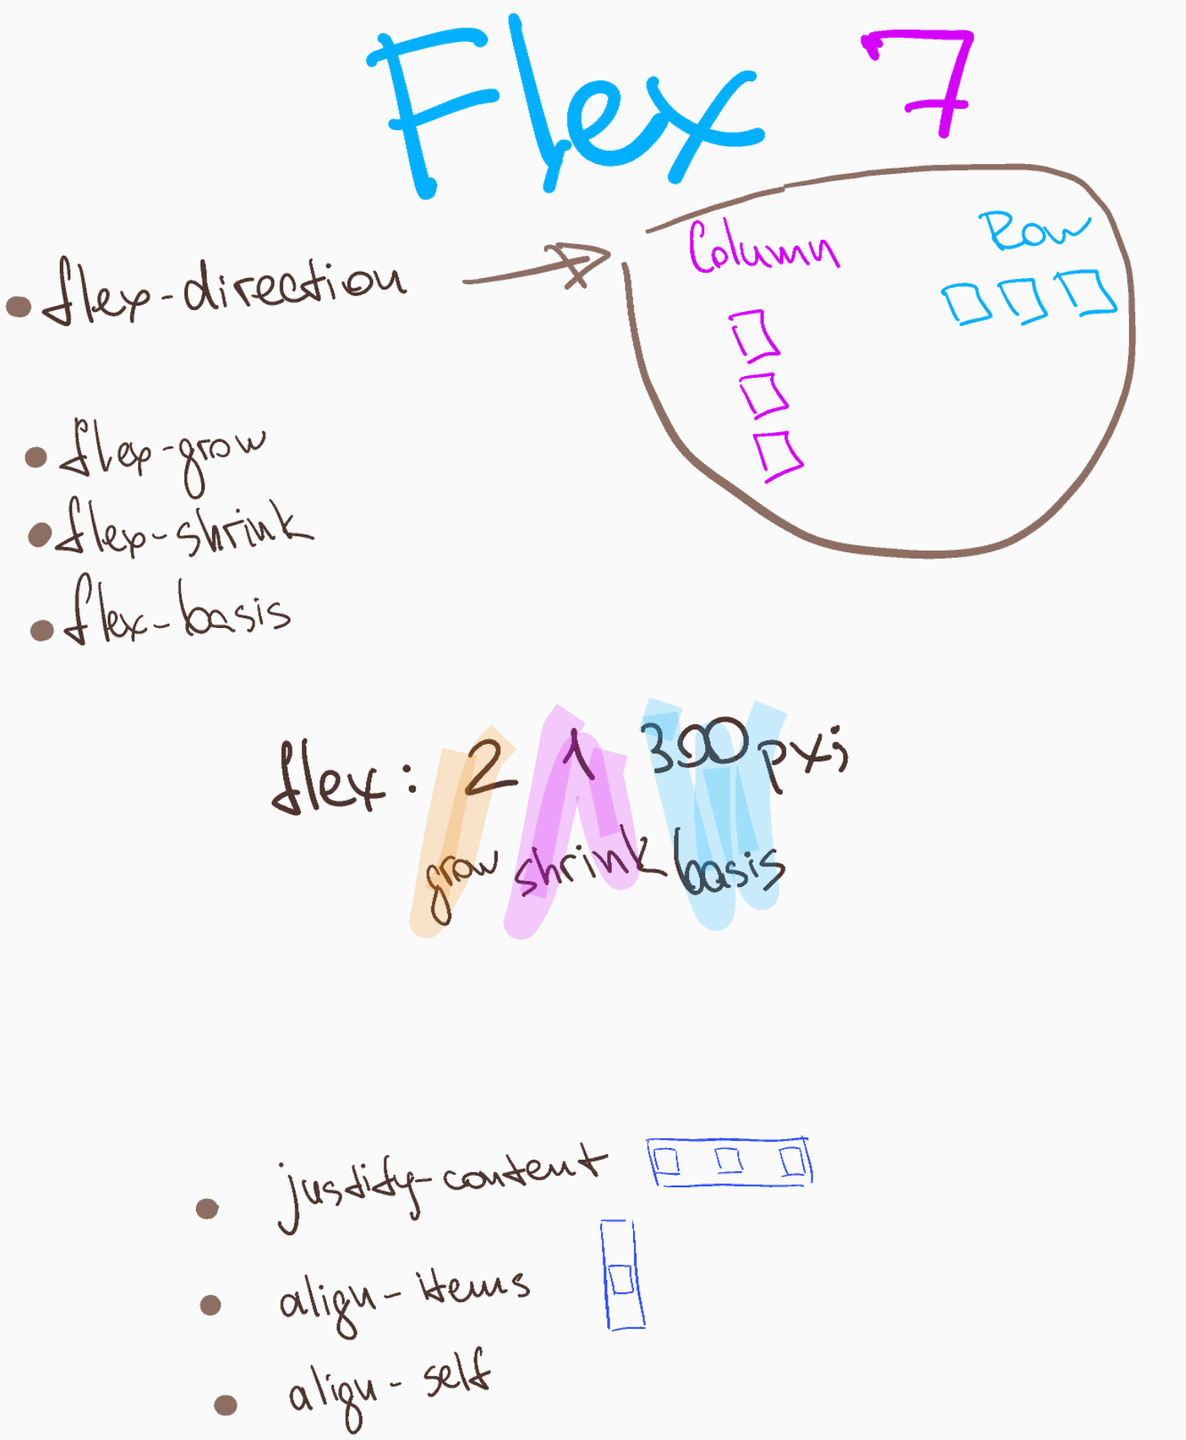 Flex 7
Column
Row
flex-direction
flex-grow
flex-shrink
flex-basis
flex: 2 1 300px;
grow shrink basis
justify-content
align-items
align-self